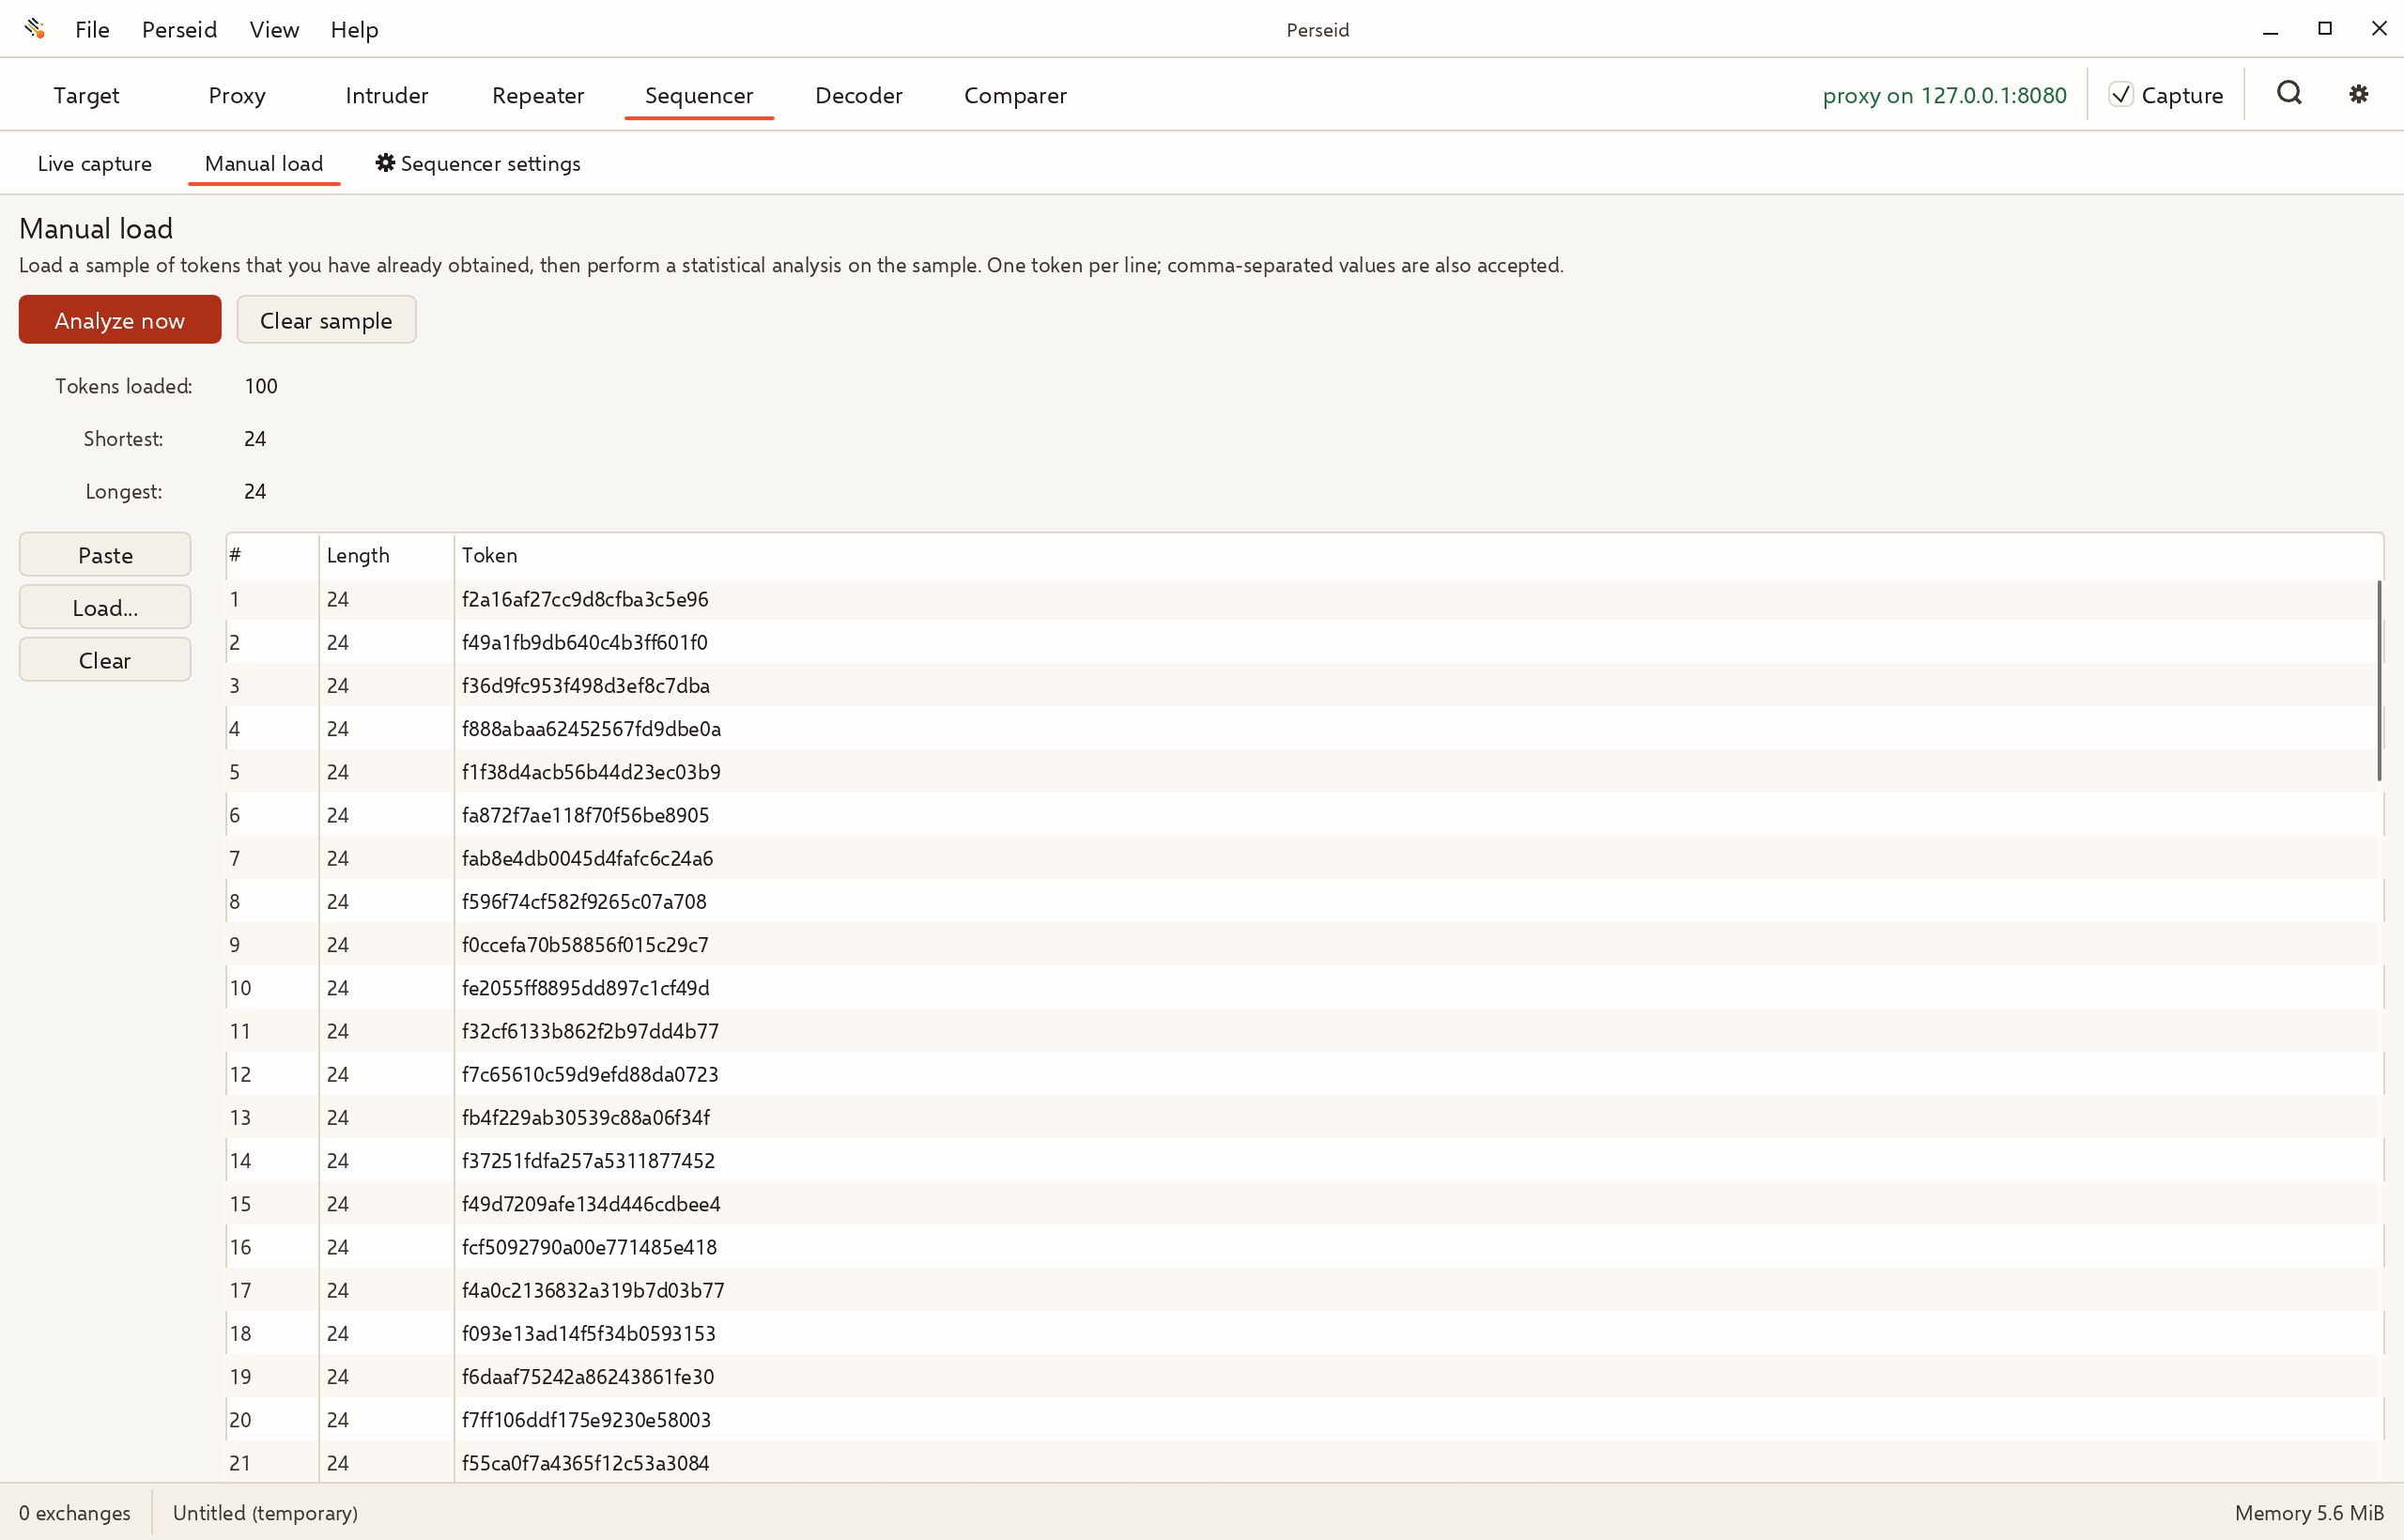 File Perseid View Help Perseid
Target Proxy Intruder Repeater Sequencer Decoder Comparer proxy on 127.0.0.1:8080 Capture
Live capture Manual load Sequencer settings
Manual load
Load a sample of tokens that you have already obtained, then perform a statistical analysis on the sample. One token per line; comma-separated values are also accepted.
Analyze now Clear sample
Tokens loaded: 100
Shortest: 24
Longest: 24
Paste
Load...
Clear
# Length Token
1 24 f2a16af27cc9d8cfba3c5e96
2 24 f49a1fb9db640c4b3ff601f0
3 24 f36d9fc953f498d3ef8c7dba
4 24 f888abaa62452567fd9dbe0a
5 24 f1f38d4acb56b44d23ec03b9
6 24 fa872f7ae118f70f56be8905
7 24 fab8e4db0045d4fafc6c24a6
8 24 f596f74cf582f9265c07a708
9 24 f0ccefa70b58856f015c29c7
10 24 fe2055ff8895dd897c1cf49d
11 24 f32cf6133b862f2b97dd4b77
12 24 f7c65610c59d9efd88da0723
13 24 fb4f229ab30539c88a06f34f
14 24 f37251fdfa257a5311877452
15 24 f49d7209afe134d446cdbee4
16 24 fcf5092790a00e771485e418
17 24 f4a0c2136832a319b7d03b77
18 24 f093e13ad14f5f34b0593153
19 24 f6daaf75242a86243861fe30
20 24 f7ff106ddf175e9230e58003
21 24 f55ca0f7a4365f12c53a3084
0 exchanges Untitled (temporary) Memory 5.6 MiB